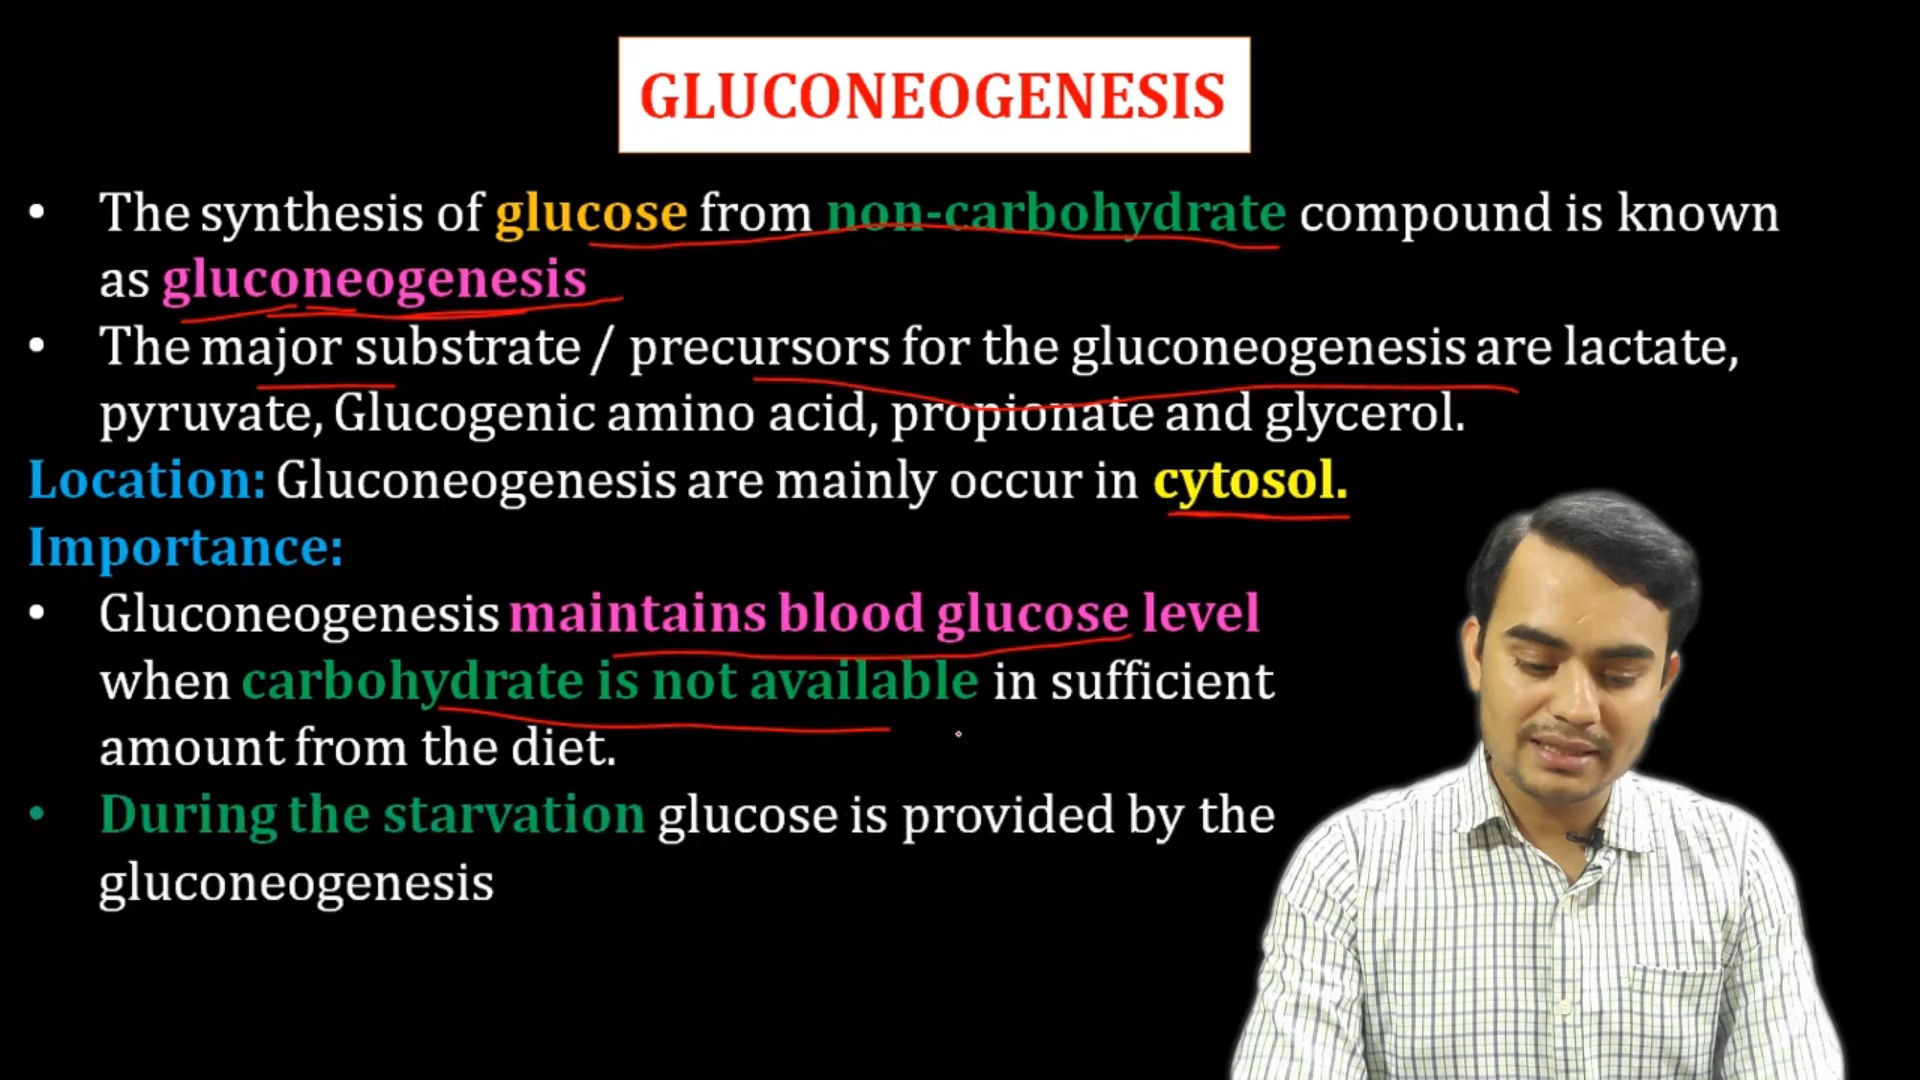 GLUCONEOGENESIS
• The synthesis of glucose from non-carbohydrate compound is known
as gluconeogenesis
• The major substrate / precursors for the gluconeogenesis are lactate,
pyruvate, Glucogenic amino acid, propionate and glycerol.
Location: Gluconeogenesis are mainly occur in cytosol.
Importance:
• Gluconeogenesis maintains blood glucose level
when carbohydrate is not available in sufficient
amount from the diet.
• During the starvation glucose is provided by the
gluconeogenesis